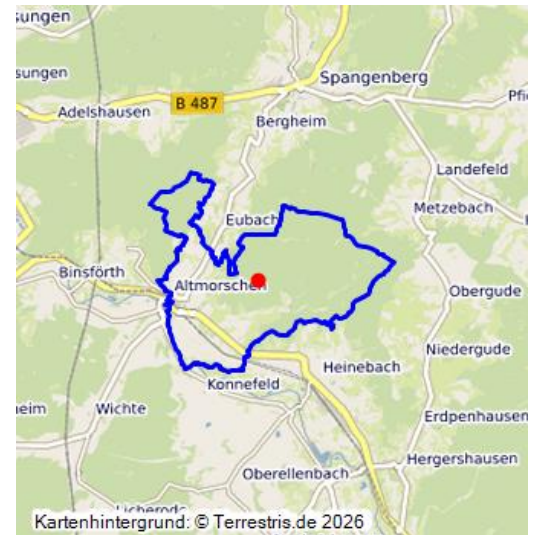 sungen
sungen
Spangenberg
B 487
Adelshausen
Bergheim
Landefeld
Metzebach
Eubach
Binsförth
Altmorschen
Obergude
Niedergude
Heinebach
Konnefeld
Wichte
Erdpenhausen
Hergershausen
Oberellenbach
Licherode
Kartenhintergrund: © Terrestris.de 2026